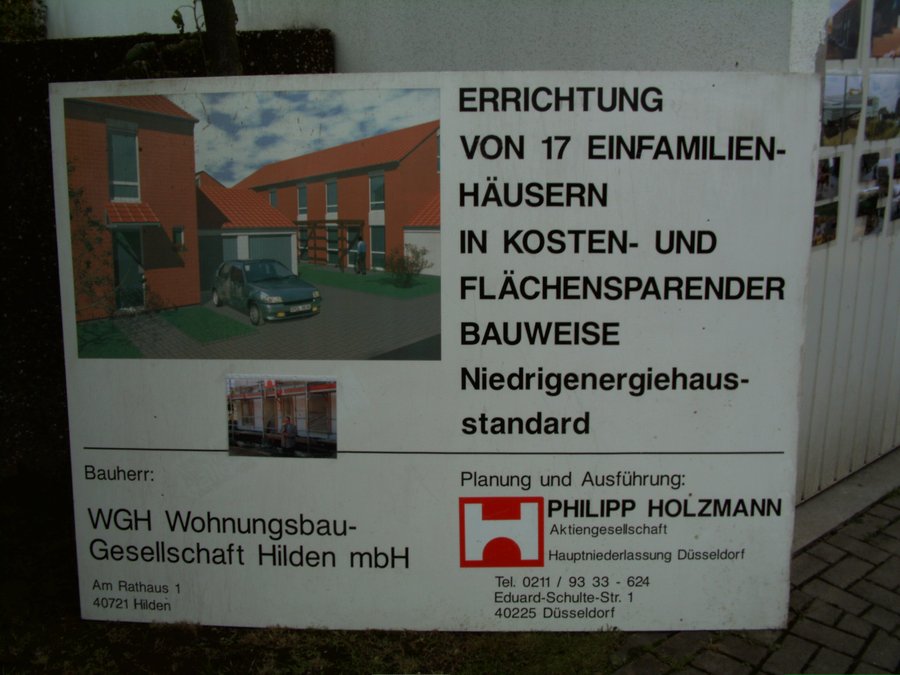 ERRICHTUNG
VON 17 EINFAMILIEN-
HÄUSERN
IN KOSTEN- UND
FLÄCHENSPARENDER
BAUWEISE
Niedrigenergiehaus-
standard
Bauherr:
WGH Wohnungsbau-
Gesellschaft Hilden mbH
Am Rathaus 1
40721 Hilden
Planung und Ausführung:
PHILIPP HOLZMANN
Aktiengesellschaft
Hauptniederlassung Düsseldorf
Tel. 0211 / 93 33 - 624
Eduard-Schulte-Str. 1
40225 Düsseldorf